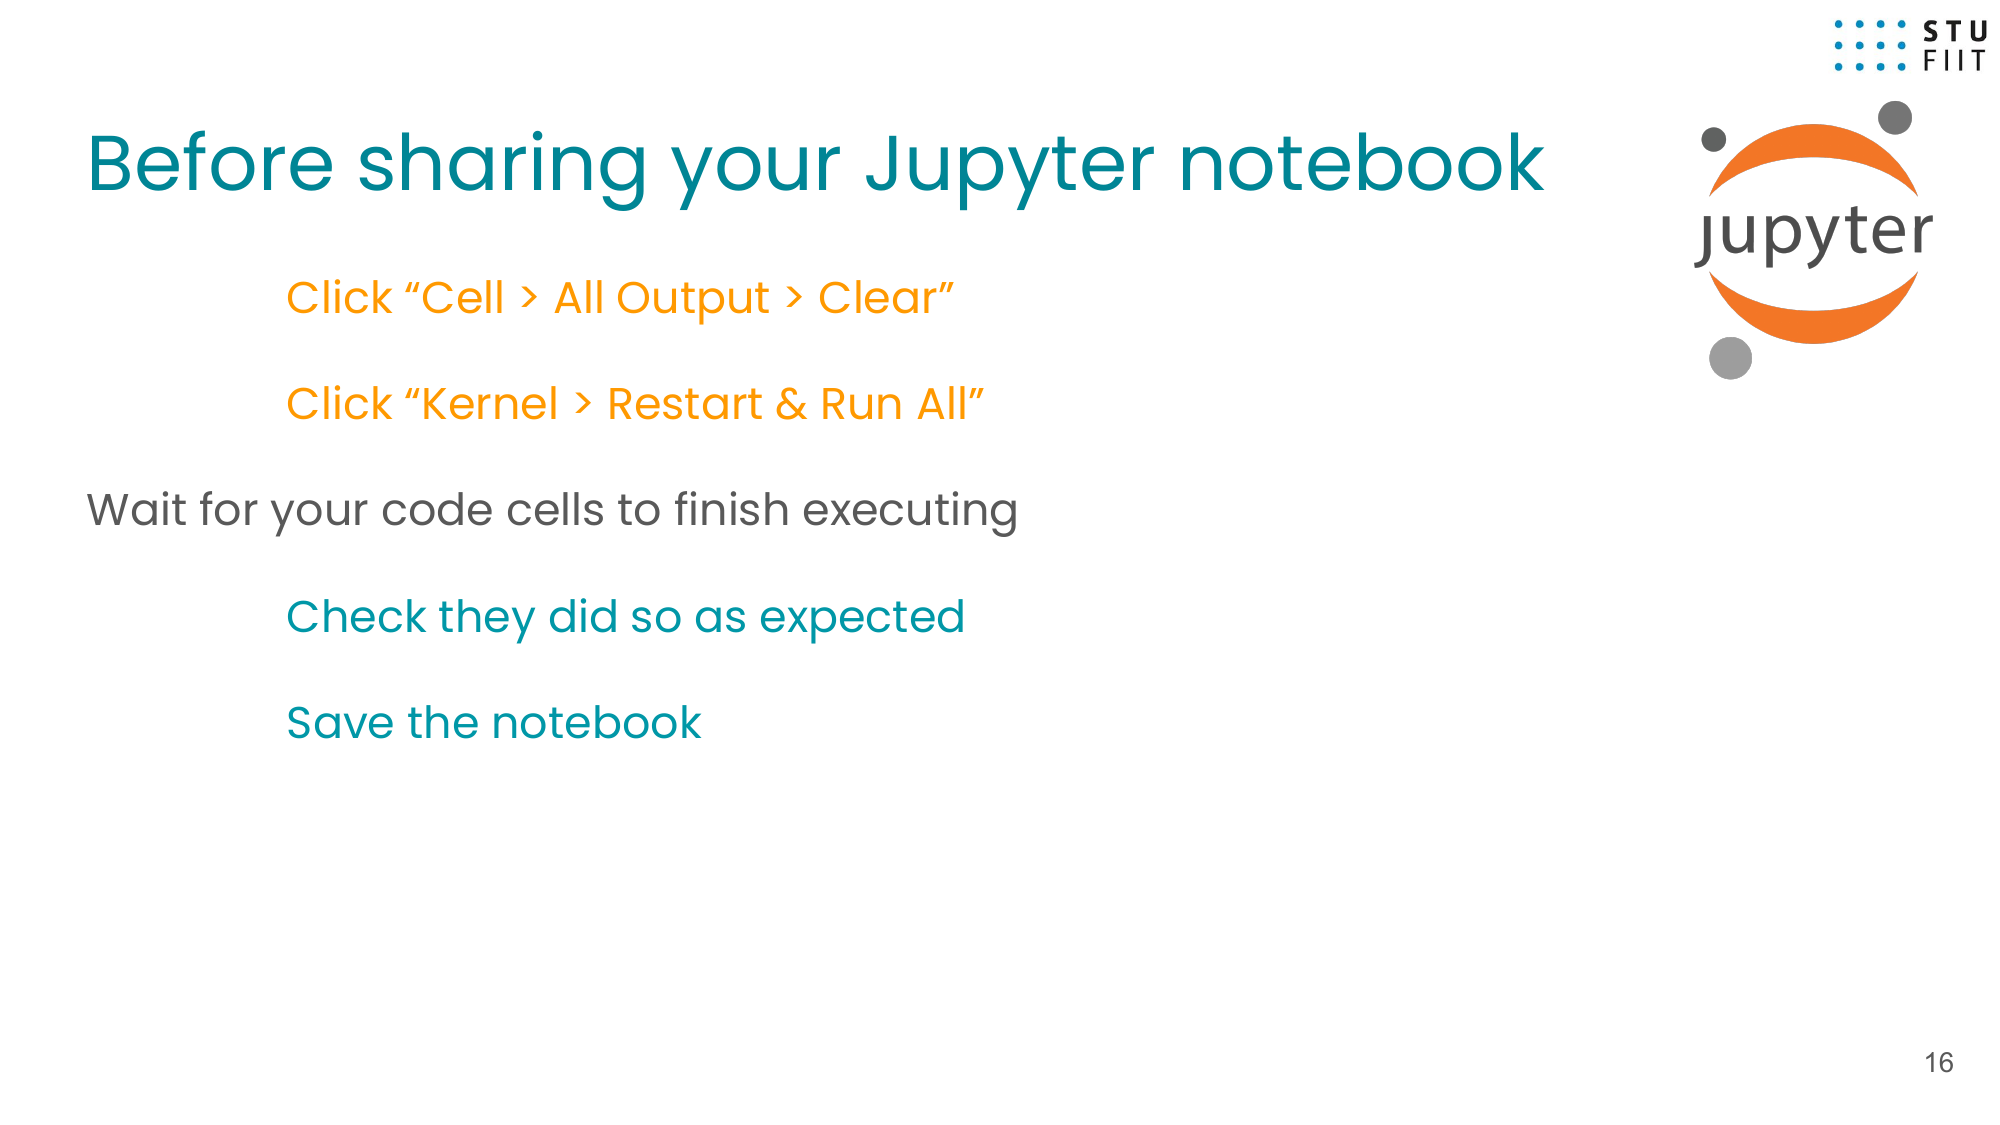 STU
FIIT
Before sharing your Jupyter notebook
jupyter
Click “Cell > All Output > Clear”
Click “Kernel > Restart & Run All”
Wait for your code cells to finish executing
Check they did so as expected
Save the notebook
16